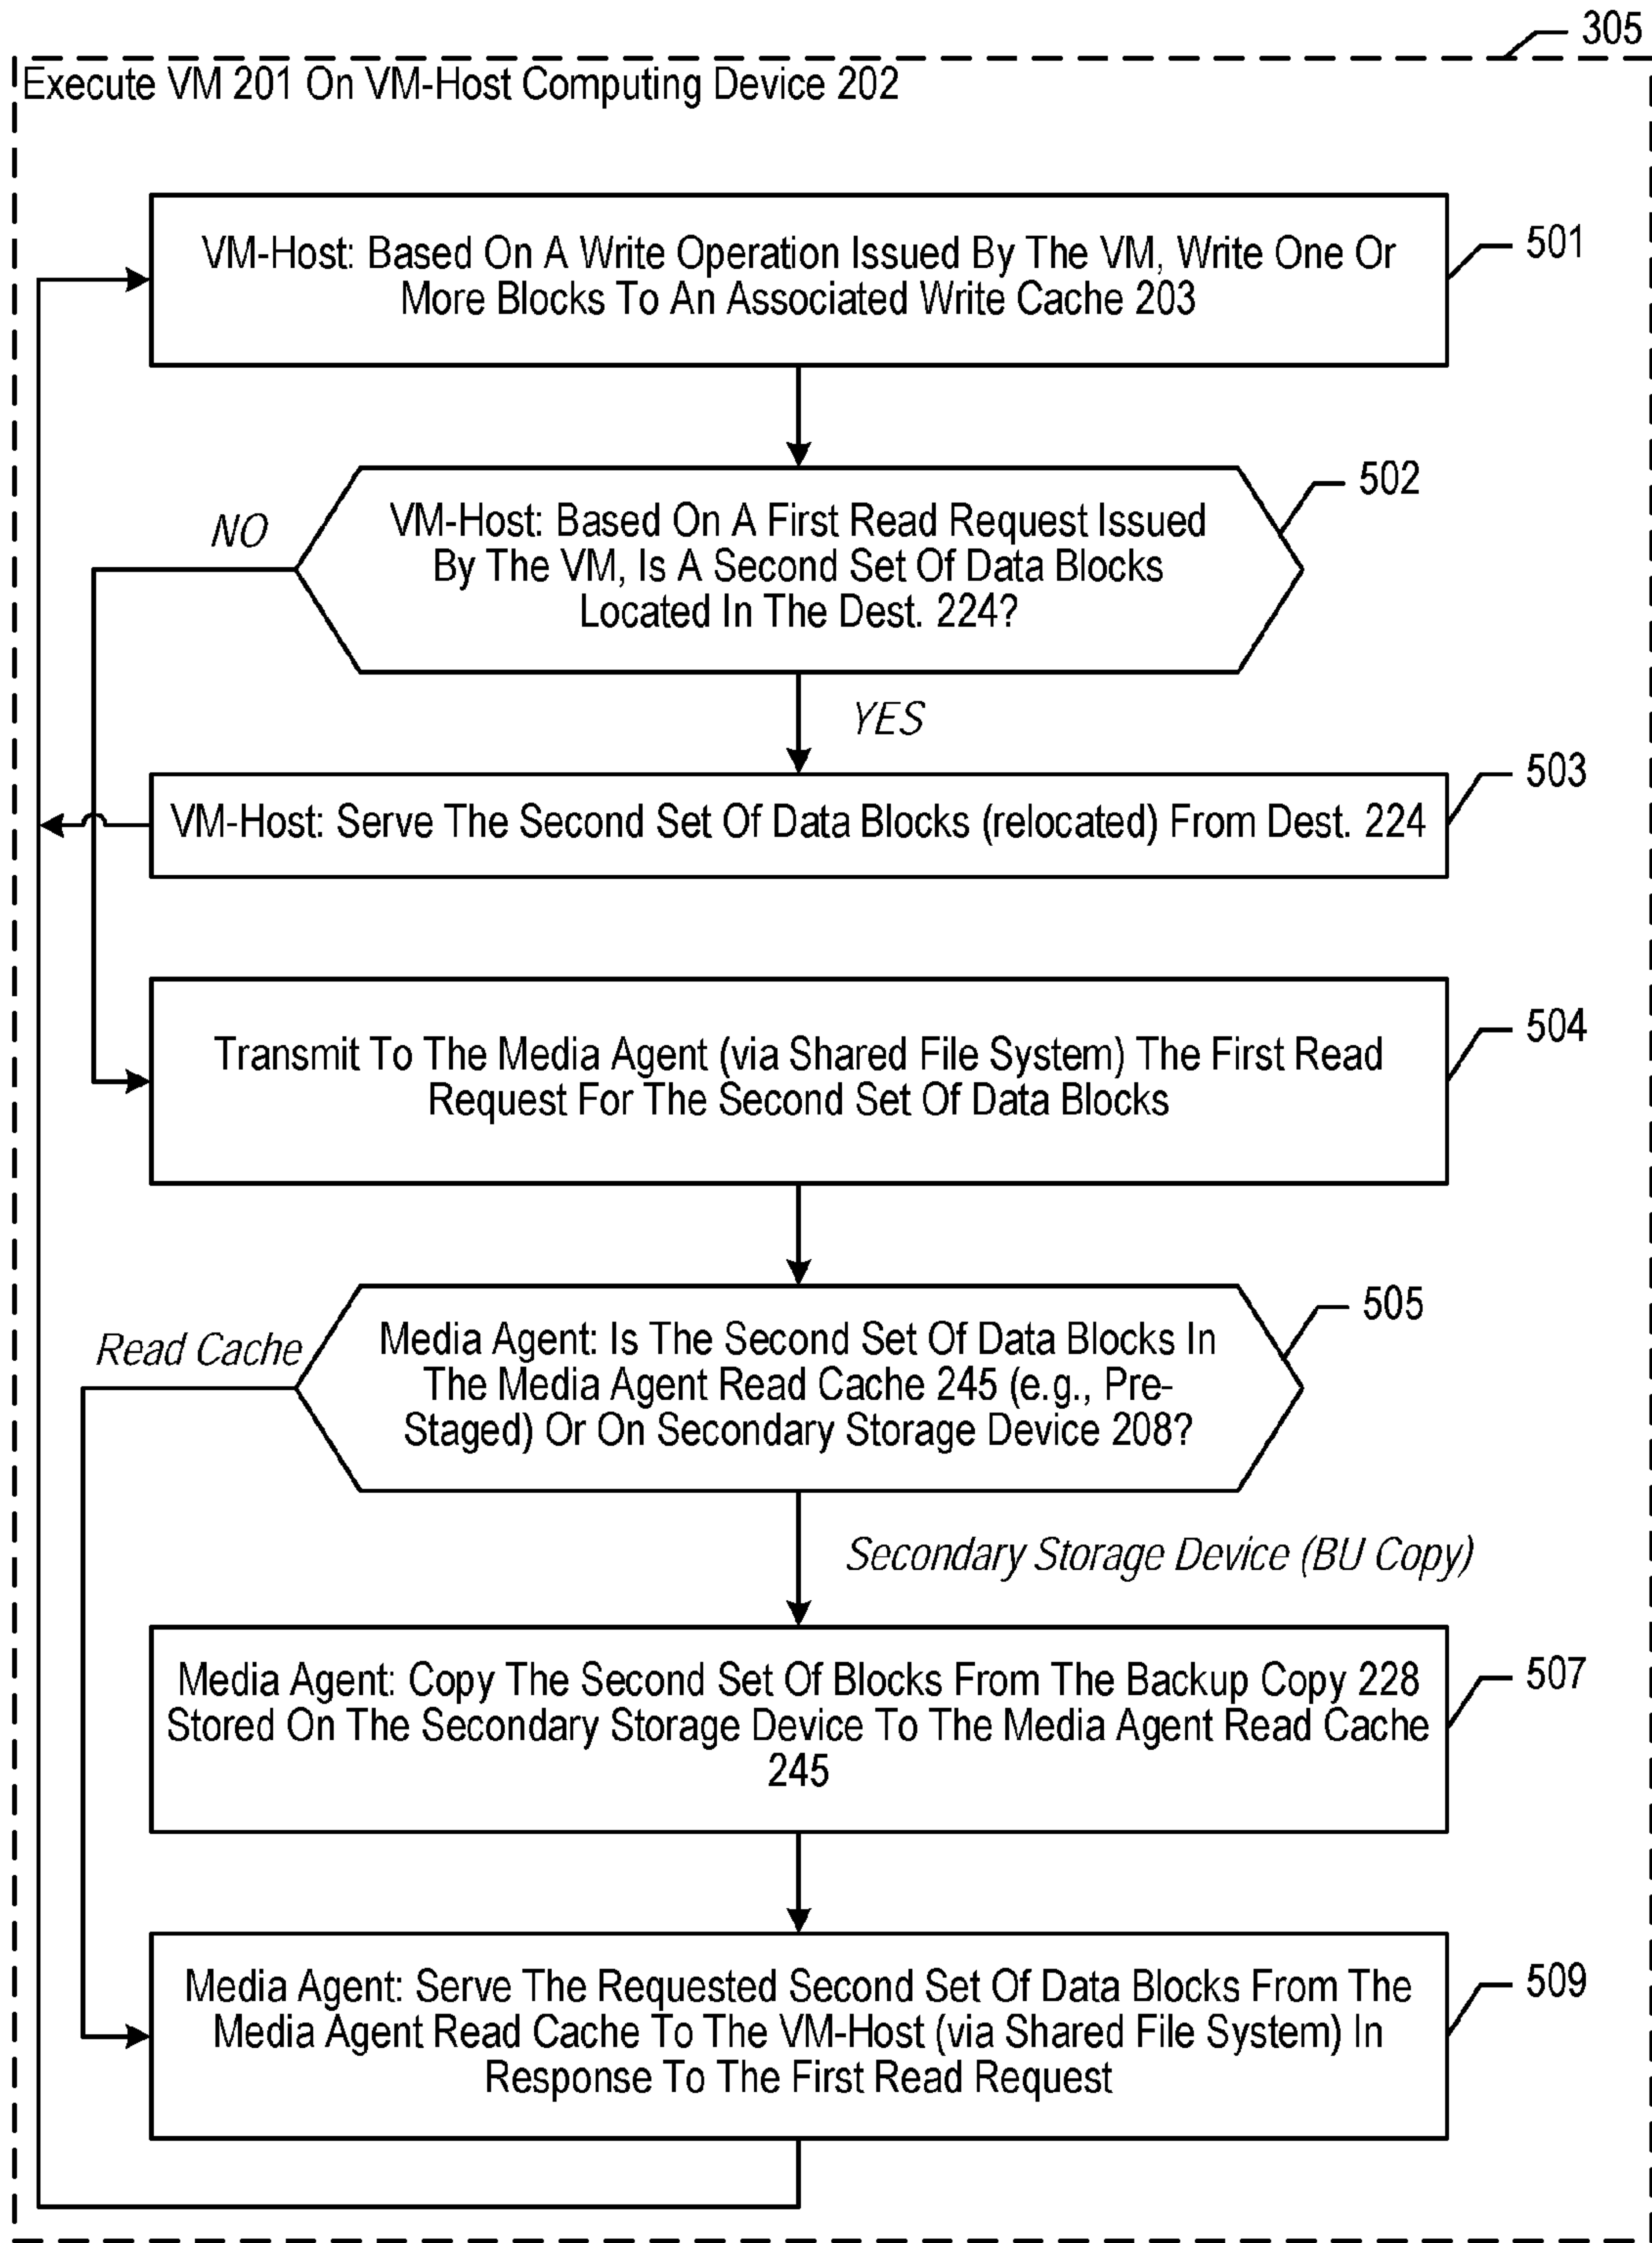 305
Execute VM 201 On VM-Host Computing Device 202
VM-Host: Based On A Write Operation Issued By The VM, Write One Or
More Blocks To An Associated Write Cache 203
501
502
NO
VM-Host: Based On A First Read Request Issued
By The VM, Is A Second Set Of Data Blocks
Located In The Dest. 224?
YES
503
VM-Host: Serve The Second Set Of Data Blocks (relocated) From Dest. 224
504
Transmit To The Media Agent (via Shared File System) The First Read
Request For The Second Set Of Data Blocks
505
Read Cache
Media Agent: Is The Second Set Of Data Blocks In
The Media Agent Read Cache 245 (e.g., Pre-
Staged) Or On Secondary Storage Device 208?
Secondary Storage Device (BU Copy)
Media Agent: Copy The Second Set Of Blocks From The Backup Copy 228
Stored On The Secondary Storage Device To The Media Agent Read Cache
245
507
Media Agent: Serve The Requested Second Set Of Data Blocks From The
Media Agent Read Cache To The VM-Host (via Shared File System) In
Response To The First Read Request
509